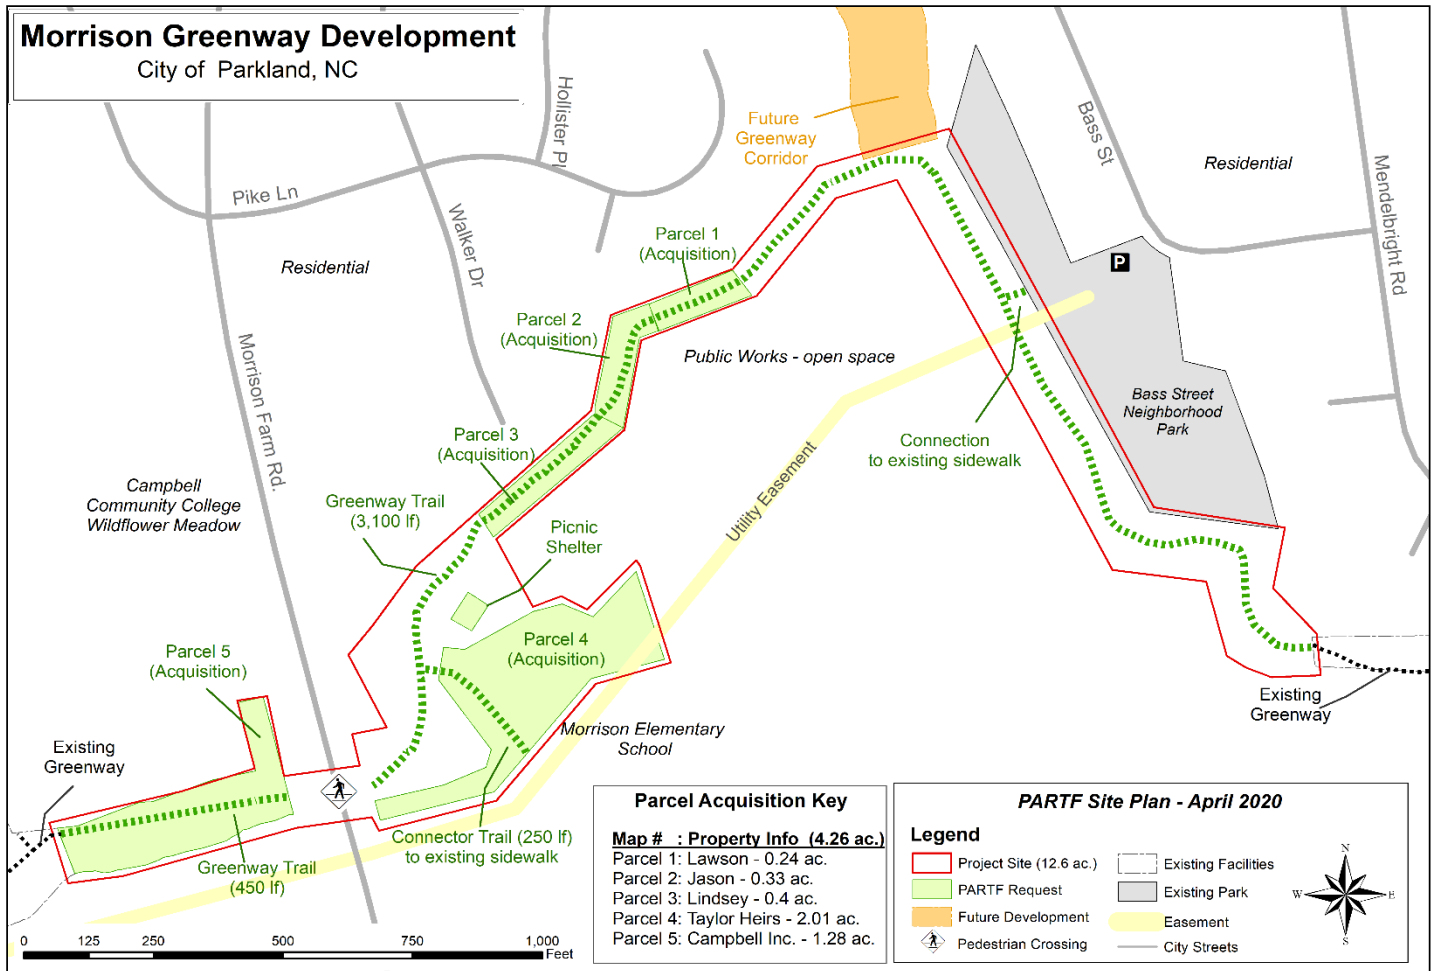 Morrison Greenway Development
City of Parkland, NC
Hollister Pl
Future
Greenway
Corridor
Bass St
Residential
Mendelbright Rd
Pike Ln
Walker Dr
Parcel 1
(Acquisition)
P
Residential
Parcel 2
(Acquisition)
Public Works - open space
Morrison Farm Rd.
Bass Street
Neighborhood
Park
Parcel 3
(Acquisition)
Connection
to existing sidewalk
Campbell
Community College
Wildflower Meadow
Greenway Trail
(3,100 lf)
Utility Easement
Picnic
Shelter
Parcel 4
(Acquisition)
Parcel 5
(Acquisition)
Existing
Greenway
Morrison Elementary
School
Existing
Greenway
Connector Trail (250 lf)
to existing sidewalk
Greenway Trail
(450 lf)
Parcel Acquisition Key
Map # : Property Info (4.26 ac.)
Parcel 1: Lawson - 0.24 ac.
Parcel 2: Jason - 0.33 ac.
Parcel 3: Lindsey - 0.4 ac.
Parcel 4: Taylor Heirs - 2.01 ac.
Parcel 5: Campbell Inc. - 1.28 ac.
PARTF Site Plan - April 2020
Legend
Project Site (12.6 ac.)
PARTF Request
Future Development
Pedestrian Crossing
Existing Facilities
Existing Park
Easement
City Streets
N
W E
S
0 125 250 500 750 1,000
Feet